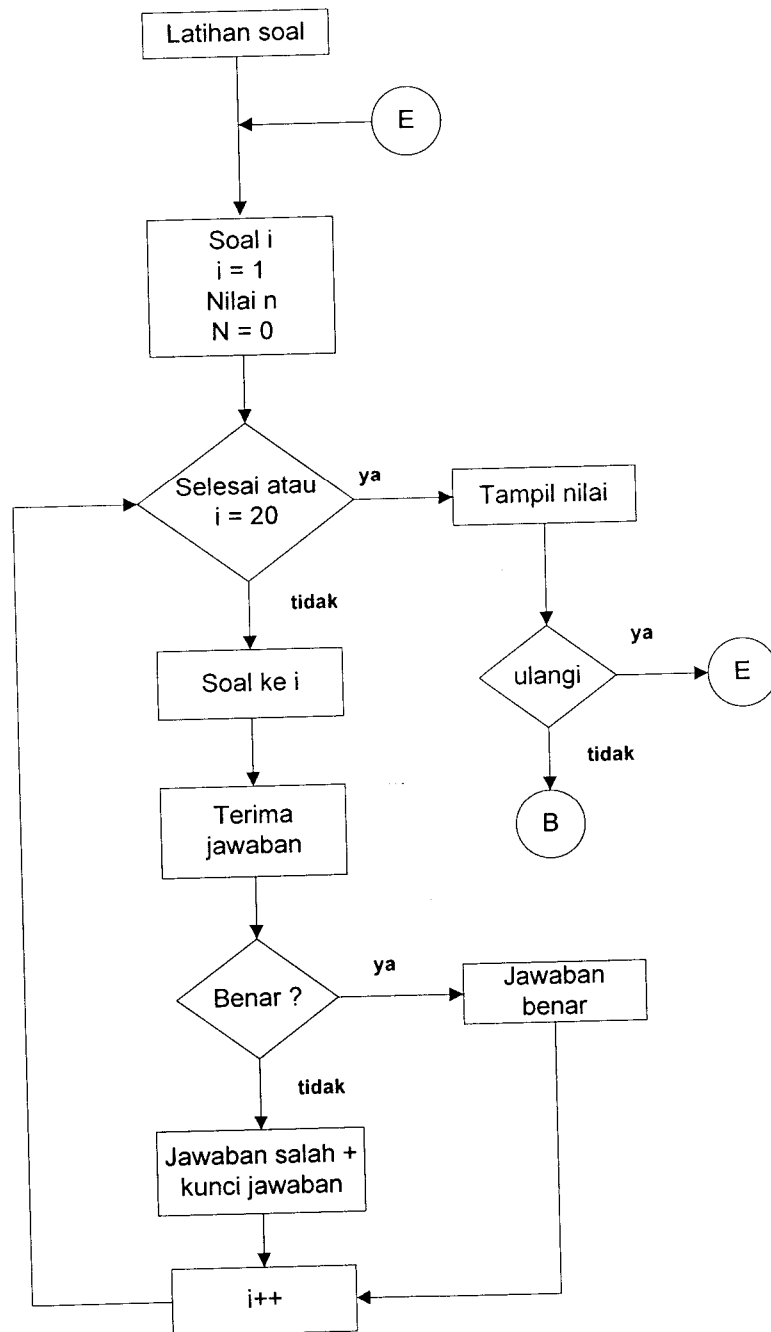 Latihan soal
E
Soal i
i = 1
Nilai n
N = 0
Selesai atau
i = 20
ya
Tampil nilai
tidak
ulangi
ya
E
tidak
B
Soal ke i
Terima
jawaban
Benar ?
ya
Jawaban
benar
tidak
Jawaban salah +
kunci jawaban
i++